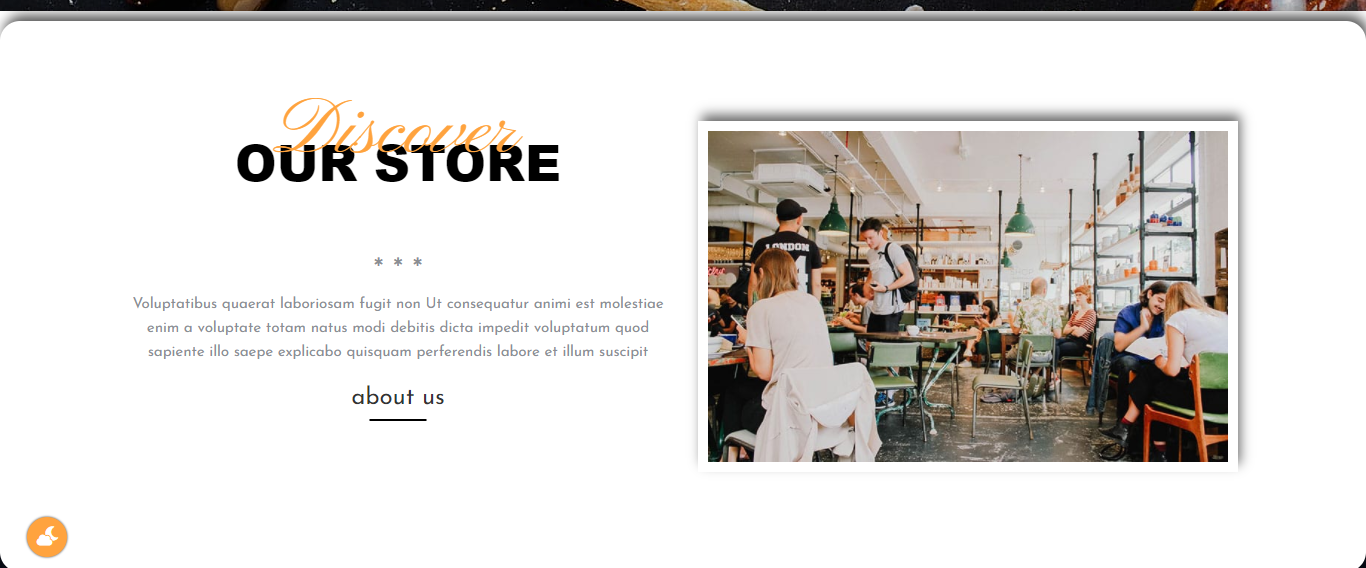 Discover
OUR STORE
* * *
Voluptatibus quaerat laboriosam fugit non Ut consequatur animi est molestiae
enim a voluptate totam natus modi debitis dicta impedit voluptatum quod
sapiente illo saepe explicabo quisquam perferendis labore et illum suscipit
about us
LONDON